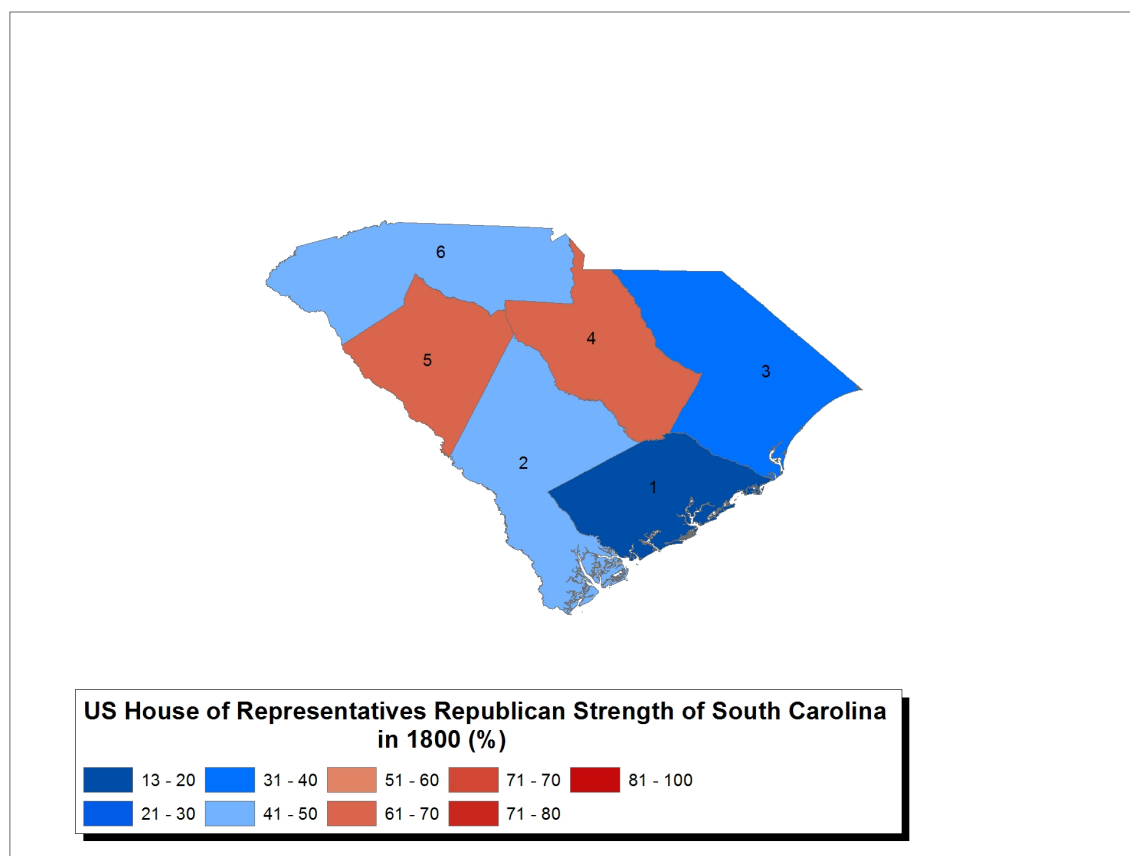 6
4
5
3
2
1
US House of Representatives Republican Strength of South Carolina
in 1800 (%)
13 - 20 31 - 40 51 - 60 71 - 70 81 - 100
21 - 30 41 - 50 61 - 70 71 - 80